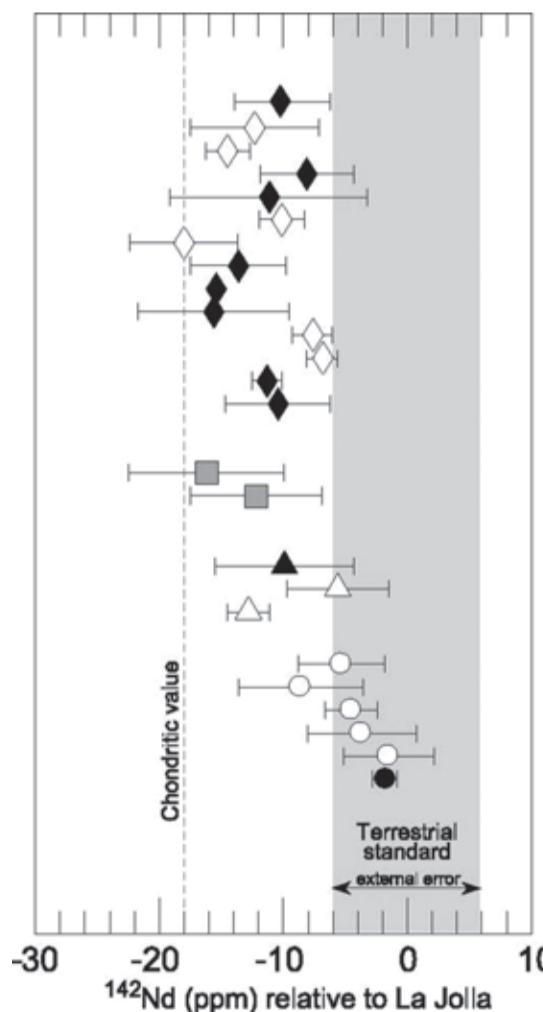 Chondritic value
Terrestrial
standard
external error
-30 -20 -10 0 10
¹⁴²Nd (ppm) relative to La Jolla